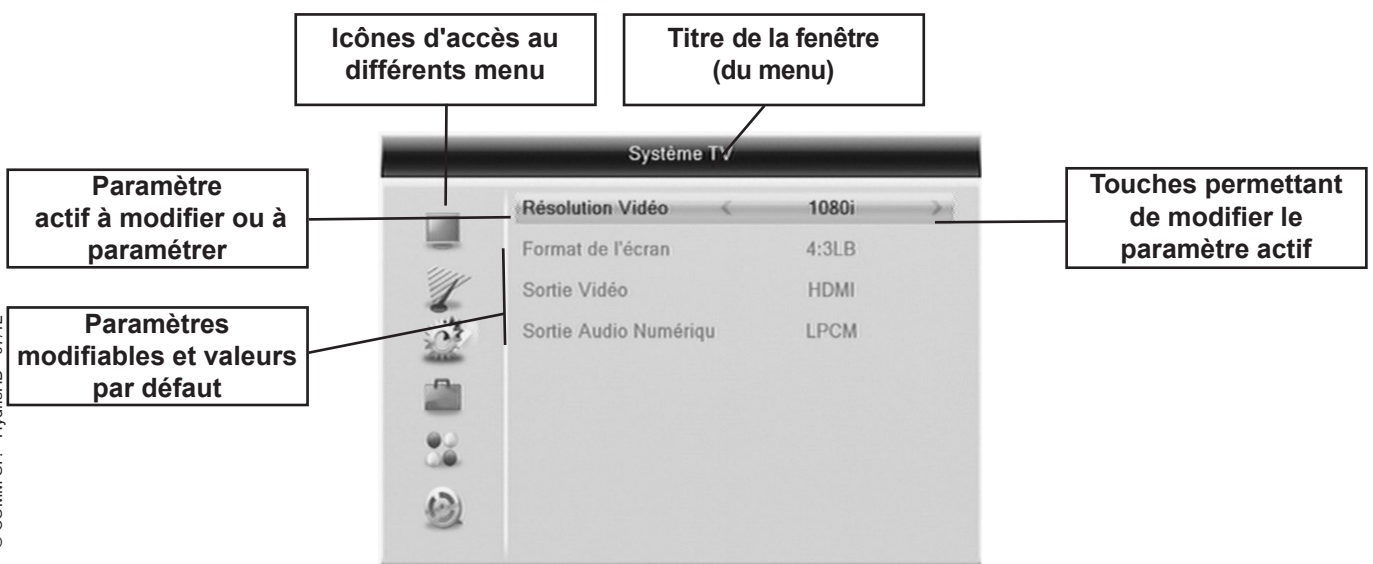 Icônes d'accès au
différents menu
Titre de la fenêtre
(du menu)
Système TV
Paramètre
actif à modifier ou à
paramétrer
Touches permettant
de modifier le
paramètre actif
Résolution Vidéo < 1080i >
Format de l'écran 4:3LB
Sortie Vidéo HDMI
Sortie Audio Numériqu LPCM
Paramètres
modifiables et valeurs
par défaut